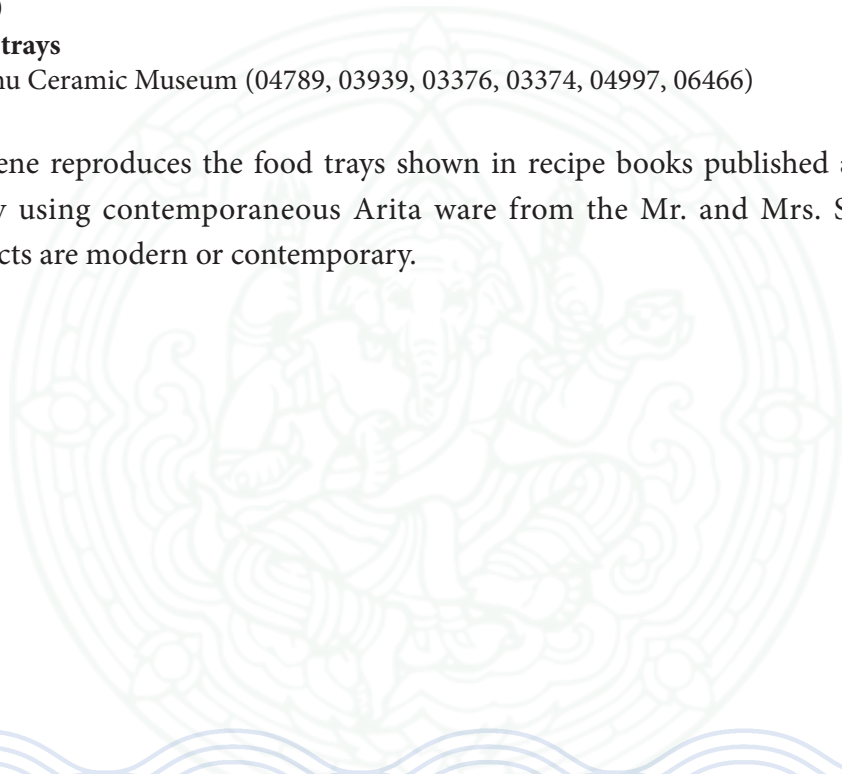 )
trays
nu Ceramic Museum (04789, 03939, 03376, 03374, 04997, 06466)
ene reproduces the food trays shown in recipe books published
y using contemporaneous Arita ware from the Mr. and Mrs. S
cts are modern or contemporary.